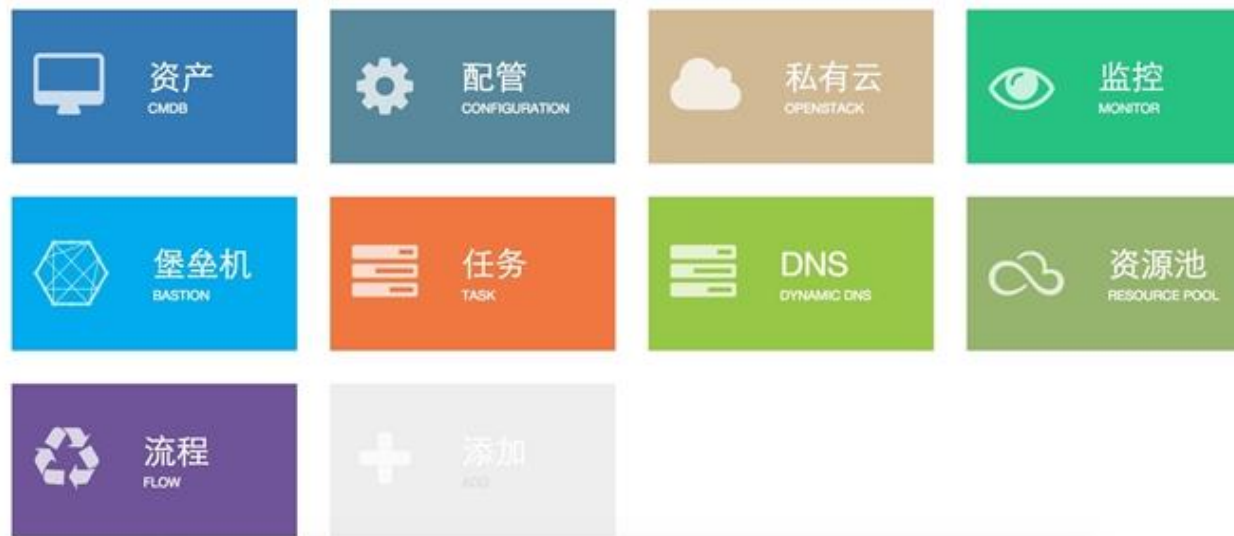 资产
CMDB
配管
CONFIGURATION
私有云
OPENSTACK
监控
MONITOR
堡垒机
BASTION
任务
TASK
DNS
DYNAMIC DNS
资源池
RESOURCE POOL
流程
FLOW
添加
ADD